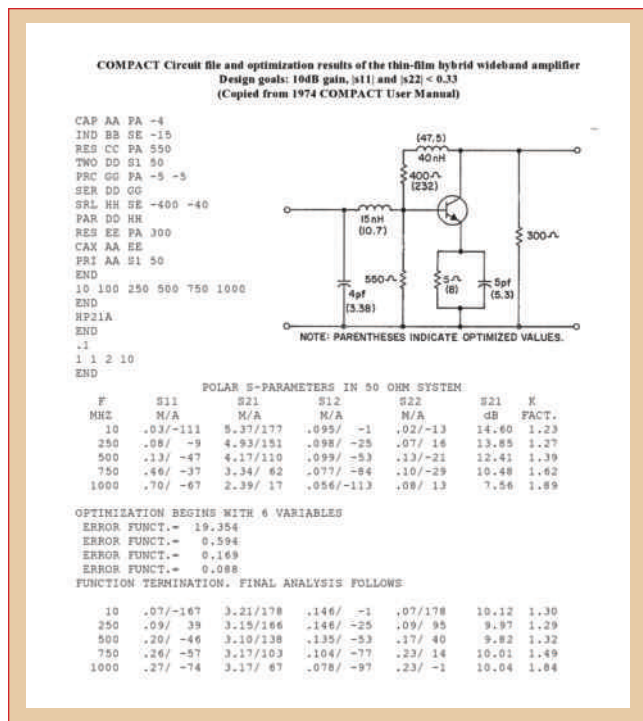 COMPACT Circuit file and optimization results of the thin-film hybrid wideband amplifier
Design goals: 10dB gain, |s11| and |s22| < 0.33
(Copied from 1974 COMPACT User Manual)
CAP AA PA -4
IND BB SE -15
RES CC PA 550
TWO DD S1 50
PRC GG PA -5 -5
SER DD GG
SRL HH SE -400 -40
PAR DD HH
RES EE PA 300
CAX AA EE
PRI AA S1 50
END
10 100 250 500 750 1000
END
HP21A
END
.1
1 1 2 10
END
(47.5)
40nH
400Ω
(232)
15nH
(10.7)
300Ω
550Ω
5Ω
(8)
5pf
(5.3)
4pf
(3.38)
NOTE: PARENTHESES INDICATE OPTIMIZED VALUES.
POLAR S-PARAMETERS IN 50 OHM SYSTEM
F S11 S21 S12 S22 S21 K
MHZ M/A M/A M/A M/A dB FACT.
10 .03/-111 5.37/177 .095/ -1 .02/-13 14.60 1.23
250 .08/ -9 4.93/151 .098/ -25 .07/ 16 13.85 1.27
500 .13/ -47 4.17/110 .099/ -53 .13/-21 12.41 1.39
750 .46/ -37 3.34/ 62 .077/ -84 .10/-29 10.48 1.62
1000 .70/ -67 2.39/ 17 .056/-113 .08/ 13 7.56 1.89
OPTIMIZATION BEGINS WITH 6 VARIABLES
ERROR FUNCT.= 19.354
ERROR FUNCT.= 0.594
ERROR FUNCT.= 0.169
ERROR FUNCT.= 0.088
FUNCTION TERMINATION. FINAL ANALYSIS FOLLOWS
10 .07/-167 3.21/178 .146/ -1 .07/178 10.12 1.30
250 .09/ 39 3.15/166 .146/ -25 .09/ 95 9.97 1.29
500 .20/ -46 3.10/138 .135/ -53 .17/ 40 9.82 1.32
750 .26/ -57 3.17/103 .104/ -77 .23/ 14 10.01 1.49
1000 .27/ -74 3.17/ 67 .078/ -97 .23/ -1 10.04 1.84